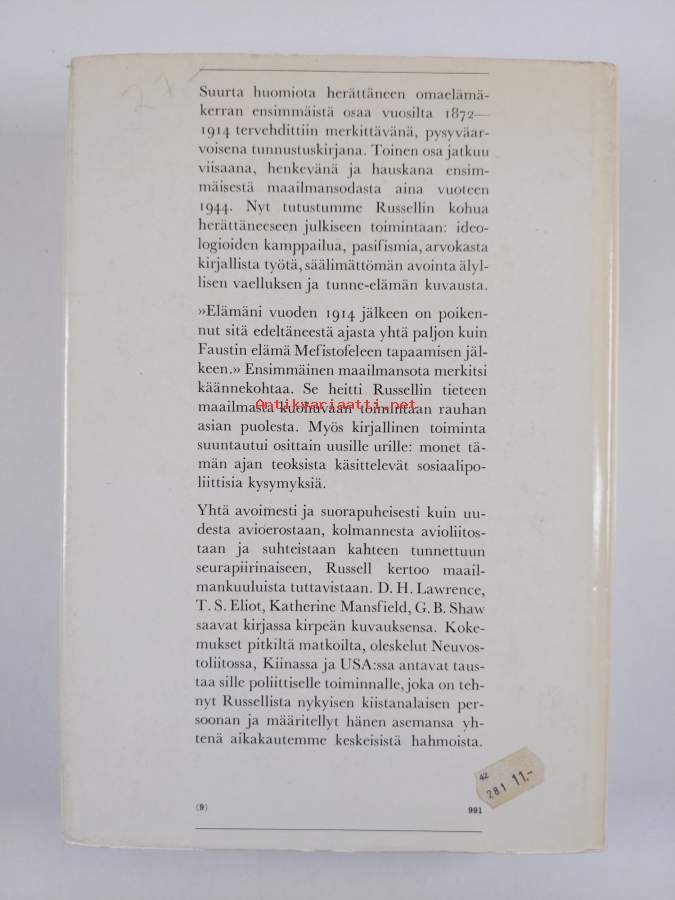 Suurta huomiota herättäneen omaelämä-
kerran ensimmäistä osaa vuosilta 1872—
1914 tervehdittiin merkittävänä, pysyväar-
voisena tunnustuskirjana. Toinen osa jatkuu
viisaana, henkevänä ja hauskana ensim-
mäisestä maailmansodasta aina vuoteen
1944. Nyt tutustumme Russellin kohua
herättäneeseen julkiseen toimintaan: ideo-
logioiden kamppailua, pasifismia, arvokasta
kirjallista työtä, säälimättömän avointa älyl-
lisen vaelluksen ja tunne-elämän kuvausta.
»Elämäni vuoden 1914 jälkeen on poiken-
nut sitä edeltäneestä ajasta yhtä paljon kuin
Faustin elämä Mefistofeleen tapaamisen jäl-
keen.» Ensimmäinen maailmansota merkitsi
käännekohtaa. Se heitti Russellin tieteen
maailmasta kuohuvaan toimintaan rauhan
Antikvariaatti.net
asian puolesta. Myös kirjallinen toiminta
suuntautui osittain uusille urille: monet tä-
män ajan teoksista käsittelevät sosiaalipo-
liittisia kysymyksiä.
Yhtä avoimesti ja suorapuheisesti kuin uu-
desta avioerostaan, kolmannesta avioliitos-
taan ja suhteistaan kahteen tunnettuun
seurapiirinaiseen, Russell kertoo maail-
mankuuluista tuttavistaan. D. H. Lawrence,
T. S. Eliot, Katherine Mansfield, G. B. Shaw
saavat kirjassa kirpeän kuvauksensa. Koke-
mukset pitkiltä matkoilta, oleskelut Neuvos-
toliitossa, Kiinassa ja USA:ssa antavat taus-
taa sille poliittiselle toiminnalle, joka on teh-
nyt Russellista nykyisen kiistanalaisen per-
soonan ja määritellyt hänen asemansa yh-
tenä aikakautemme keskeisistä hahmoista.
42
281 11.-
(9) 991